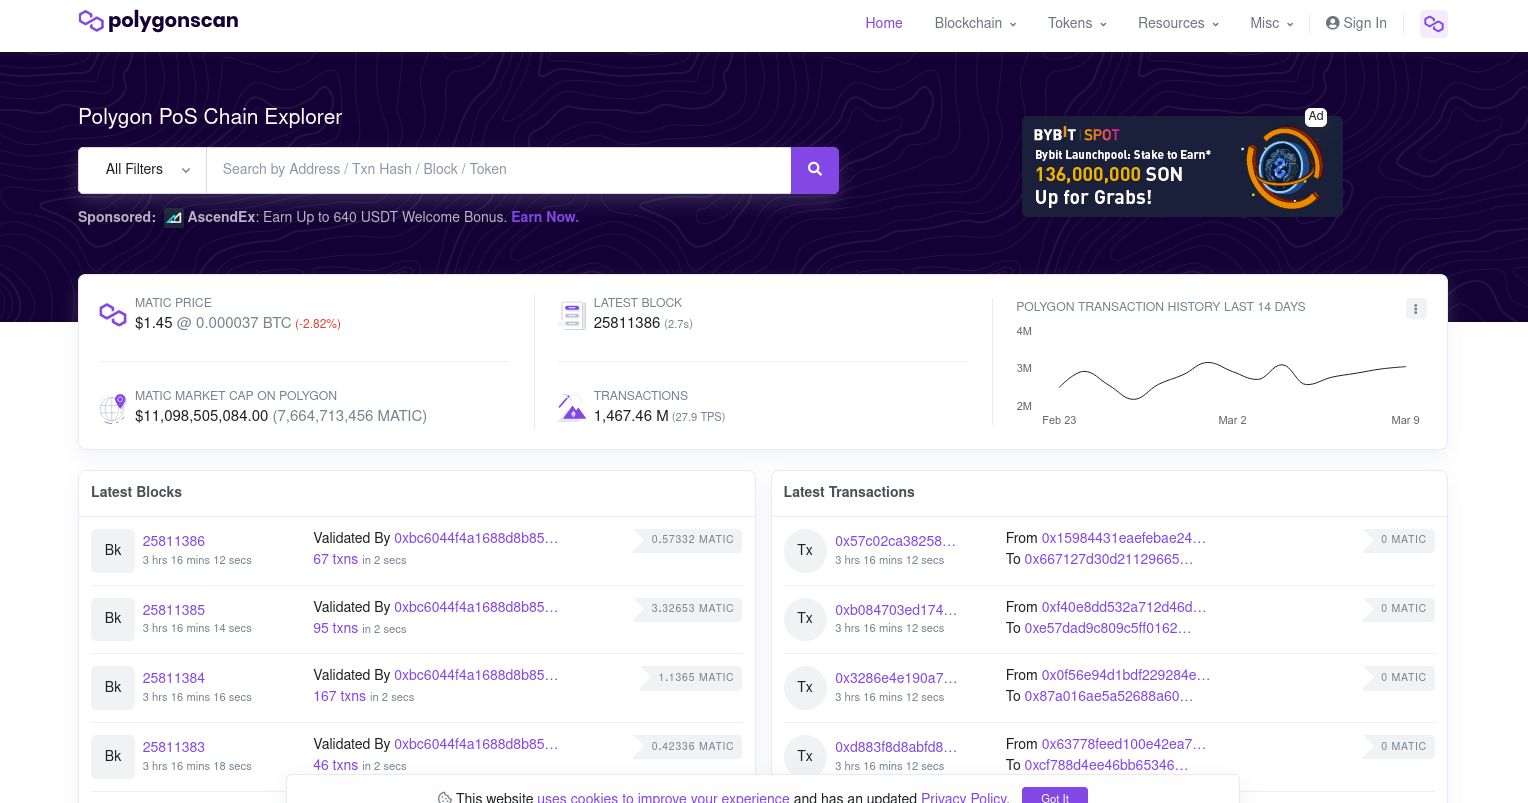 polygonscan
Home Blockchain Tokens Resources Misc Sign In
Polygon PoS Chain Explorer
All Filters Search by Address / Txn Hash / Block / Token
Sponsored: AscendEx: Earn Up to 640 USDT Welcome Bonus. Earn Now.
Ad
BYBIT | SPOT
Bybit Launchpool: Stake to Earn*
136,000,000 SON
Up for Grabs!
MATIC PRICE
$1.45 @ 0.000037 BTC (-2.82%)
MATIC MARKET CAP ON POLYGON
$11,098,505,084.00 (7,664,713,456 MATIC)
LATEST BLOCK
25811386 (2.7s)
TRANSACTIONS
1,467.46 M (27.9 TPS)
POLYGON TRANSACTION HISTORY LAST 14 DAYS
4M
3M
2M
Feb 23 Mar 2 Mar 9
Latest Blocks
Bk 25811386 Validated By 0xbc6044f4a1688d8b85... 0.57332 MATIC
3 hrs 16 mins 12 secs 67 txns in 2 secs
Bk 25811385 Validated By 0xbc6044f4a1688d8b85... 3.32653 MATIC
3 hrs 16 mins 14 secs 95 txns in 2 secs
Bk 25811384 Validated By 0xbc6044f4a1688d8b85... 1.1365 MATIC
3 hrs 16 mins 16 secs 167 txns in 2 secs
Bk 25811383 Validated By 0xbc6044f4a1688d8b85... 0.42336 MATIC
3 hrs 16 mins 18 secs 46 txns in 2 secs
Latest Transactions
Tx 0x57c02ca38258... From 0x15984431eaefebae24... 0 MATIC
3 hrs 16 mins 12 secs To 0x667127d30d21129665...
Tx 0xb084703ed174... From 0xf40e8dd532a712d46d... 0 MATIC
3 hrs 16 mins 12 secs To 0xe57dad9c809c5ff0162...
Tx 0x3286e4e190a7... From 0x0f56e94d1bdf229284e... 0 MATIC
3 hrs 16 mins 12 secs To 0x87a016ae5a52688a60...
Tx 0xd883f8d8abfd8... From 0x63778feed100e42ea7... 0 MATIC
3 hrs 16 mins 12 secs To 0xcf788d4ee46bb65346...
This website uses cookies to improve your experience and has an updated Privacy Policy. Got It